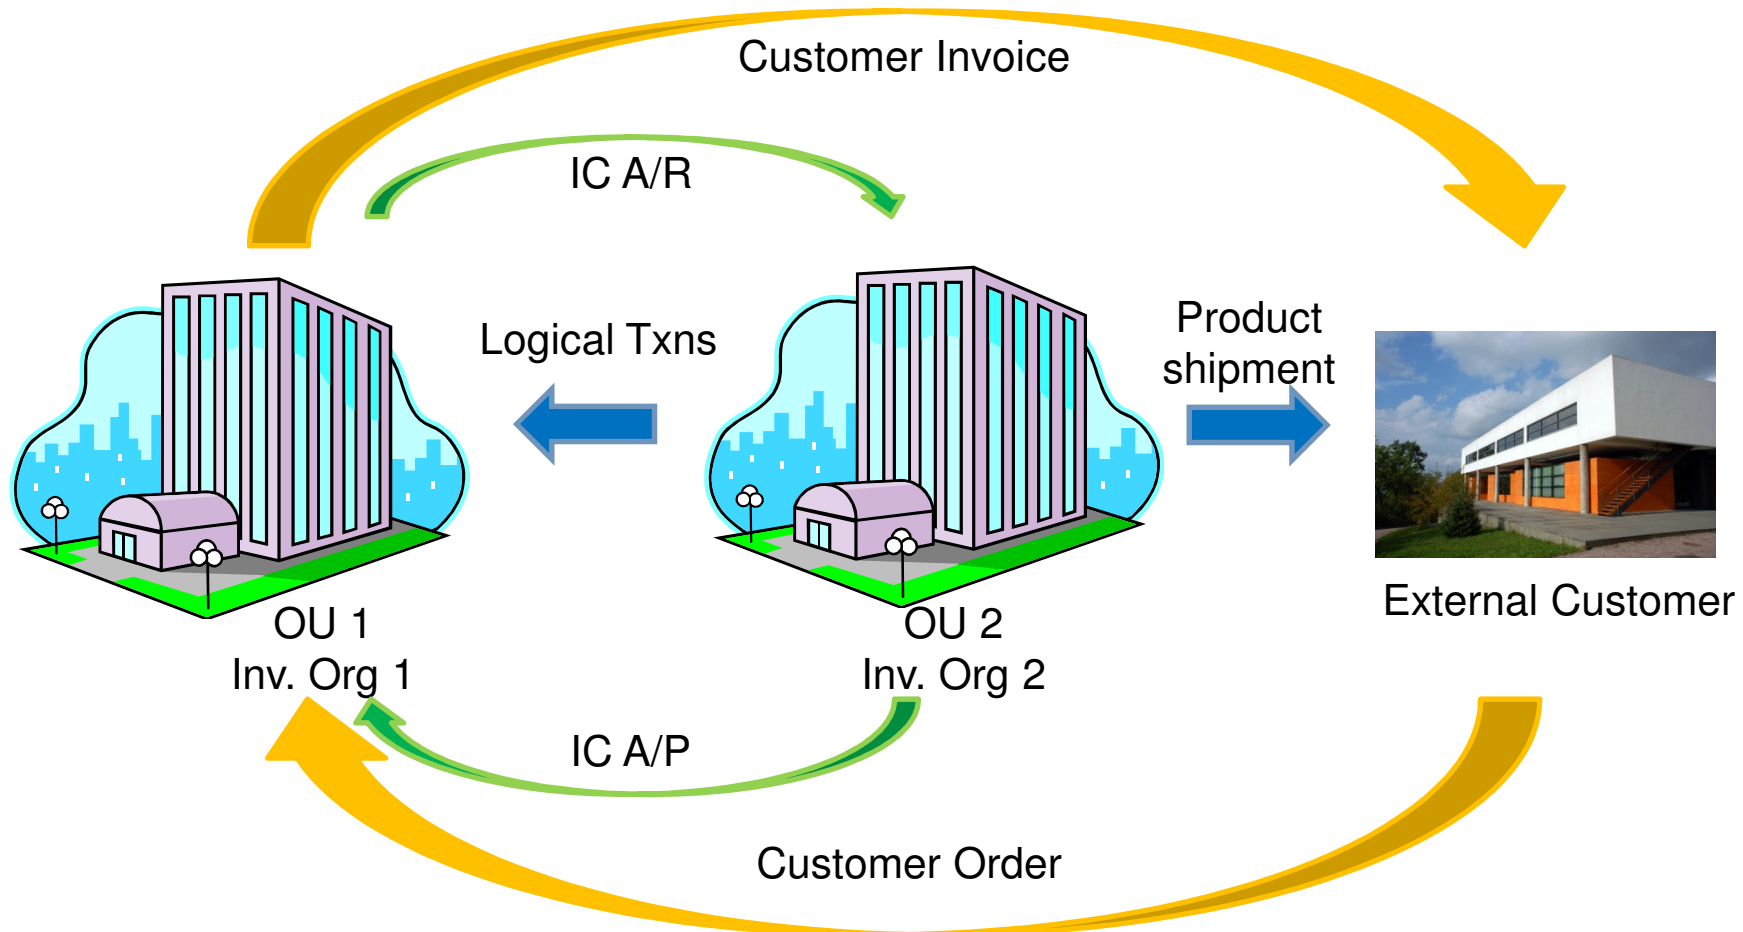 Customer Invoice
IC A/R
Logical Txns
Product
shipment
External Customer
OU 1
Inv. Org 1
OU 2
Inv. Org 2
IC A/P
Customer Order